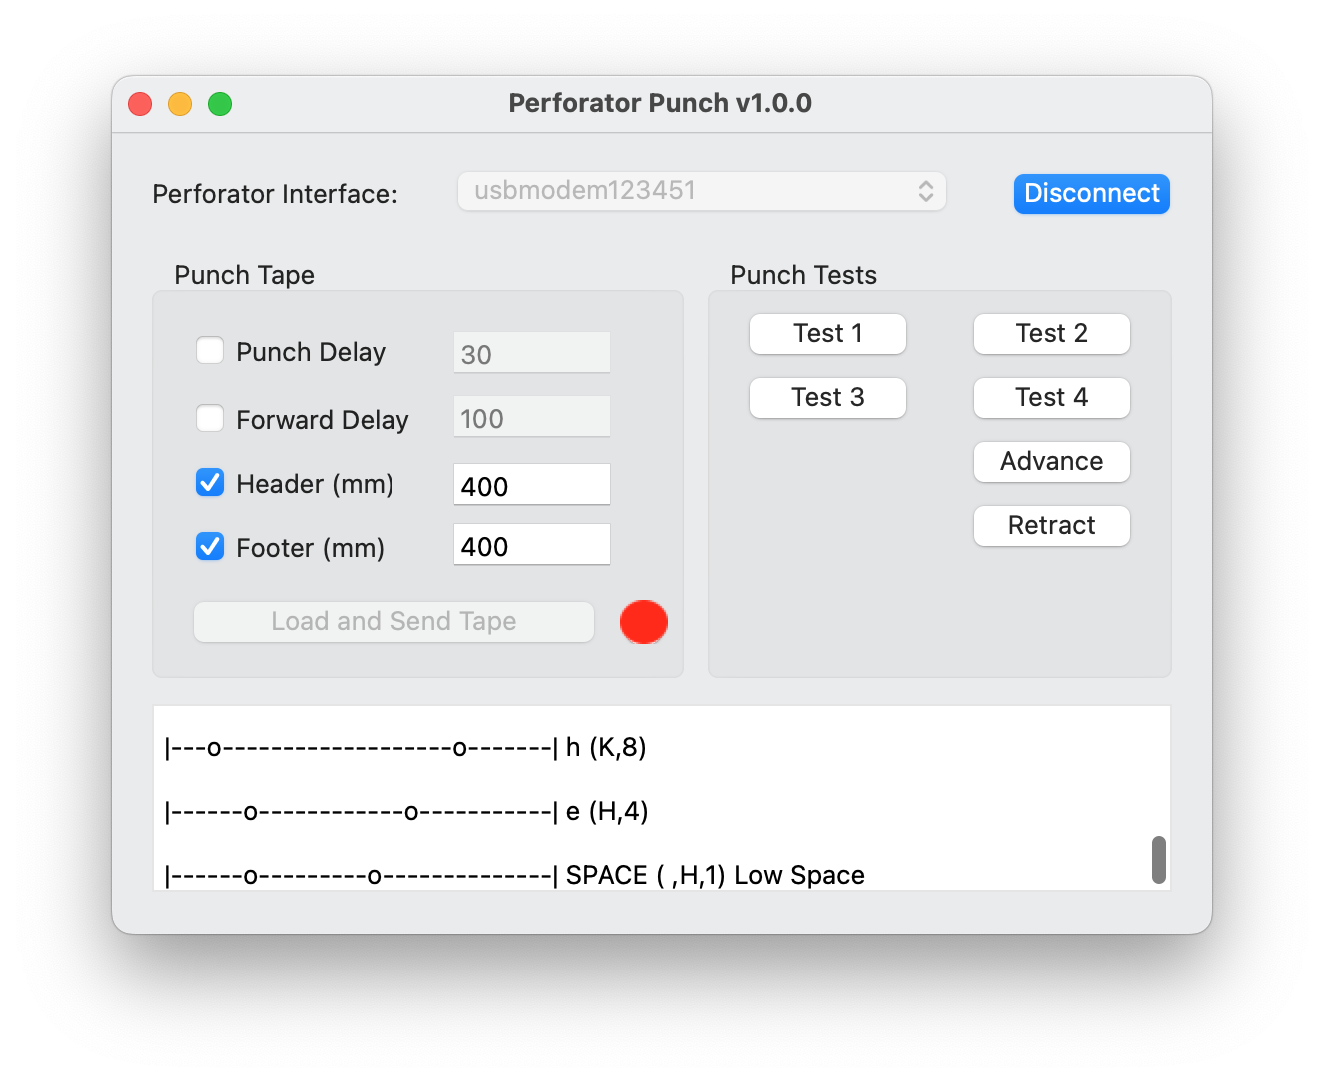 Perforator Punch v1.0.0
Perforator Interface:
usbmodem123451
Disconnect
Punch Tape
Punch Delay
30
Forward Delay
100
Header (mm)
400
Footer (mm)
400
Load and Send Tape
Punch Tests
Test 1
Test 2
Test 3
Test 4
Advance
Retract
|---o-------------------o-------| h (K,8)
|------o------------o-----------| e (H,4)
|------o---------o--------------| SPACE ( ,H,1) Low Space